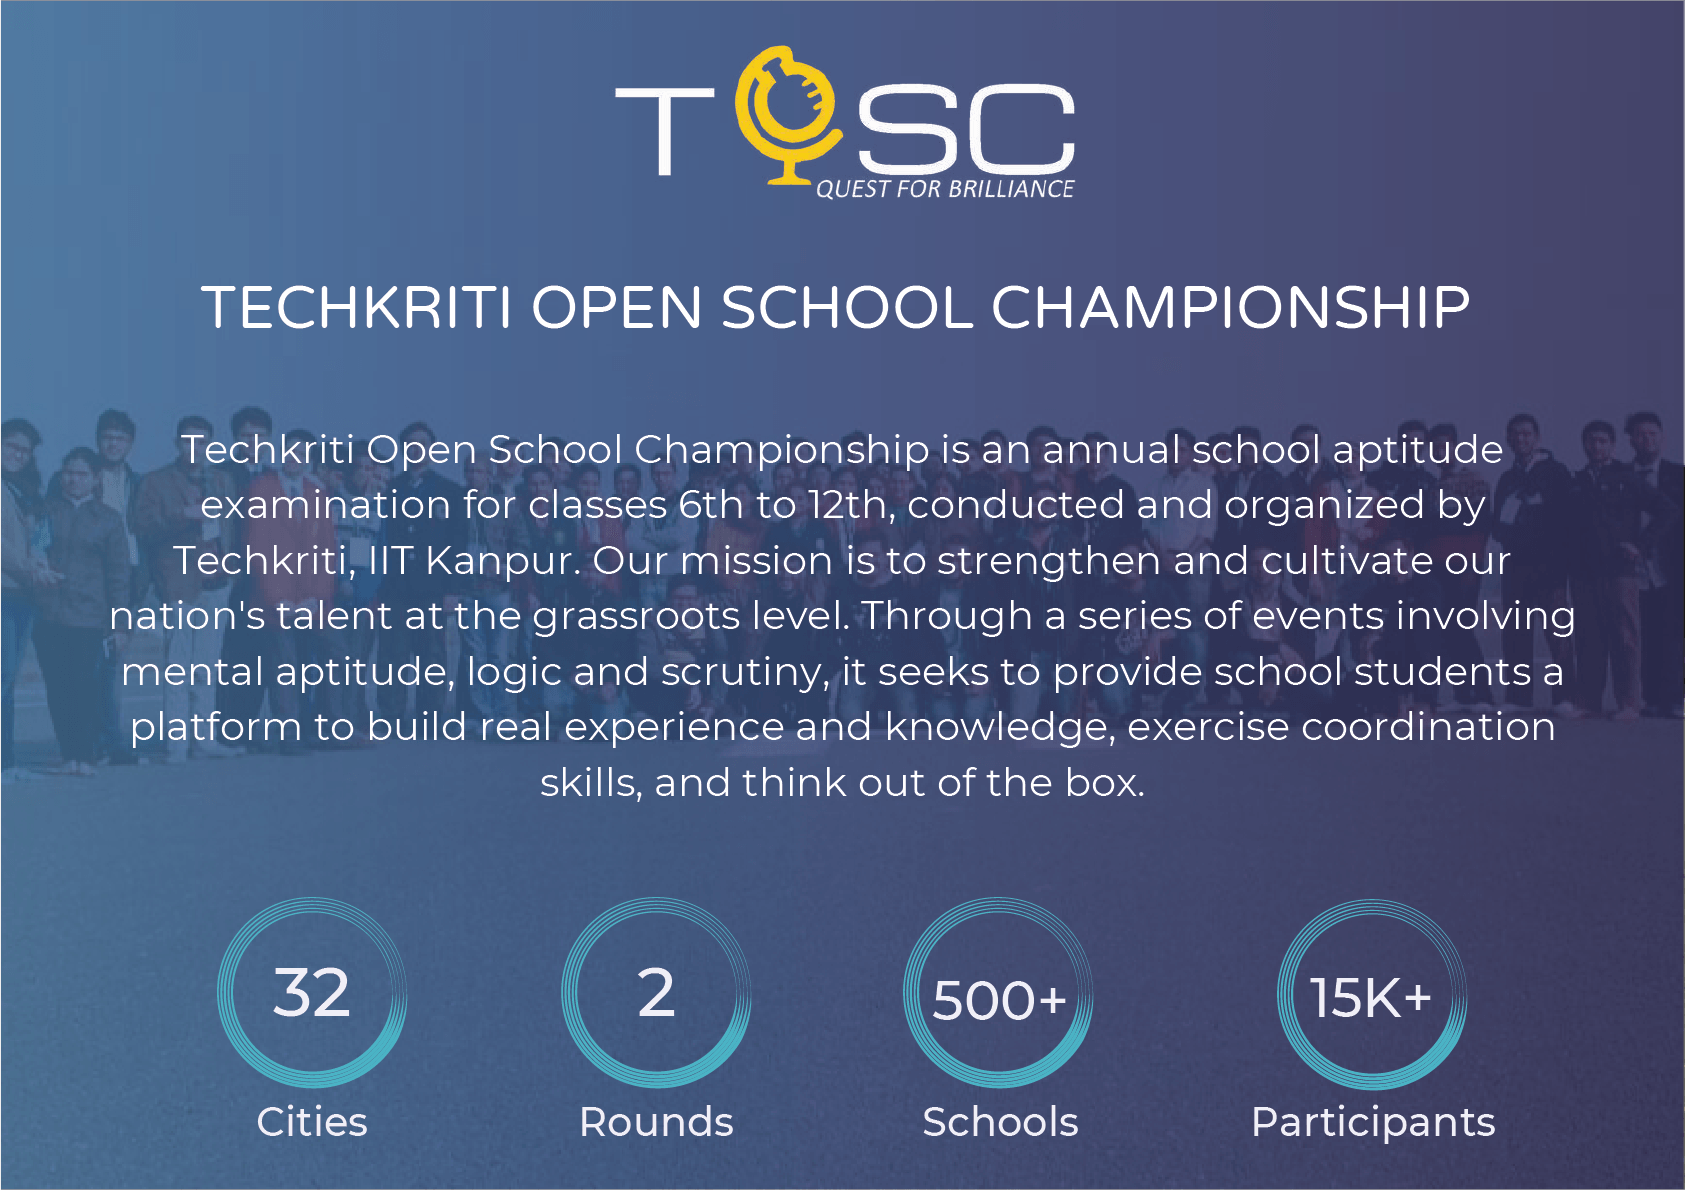 TOSC
QUEST FOR BRILLIANCE
TECHKRITI OPEN SCHOOL CHAMPIONSHIP
Techkriti Open School Championship is an annual school aptitude
examination for classes 6th to 12th, conducted and organized by
Techkriti, IIT Kanpur. Our mission is to strengthen and cultivate our
nation's talent at the grassroots level. Through a series of events involving
mental aptitude, logic and scrutiny, it seeks to provide school students a
platform to build real experience and knowledge, exercise coordination
skills, and think out of the box.
32
Cities
2
Rounds
500+
Schools
15K+
Participants